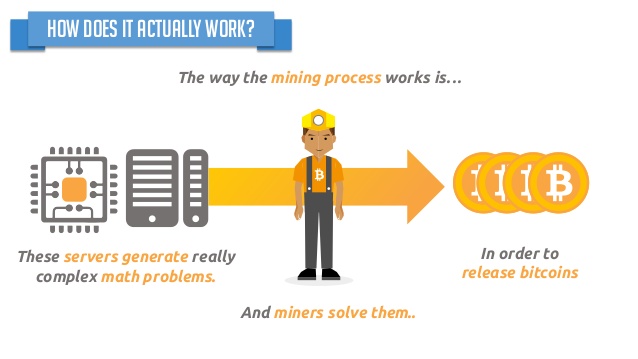 HOW DOES IT ACTUALLY WORK?
The way the mining process works is...
These servers generate really
complex math problems.
And miners solve them..
In order to
release bitcoins